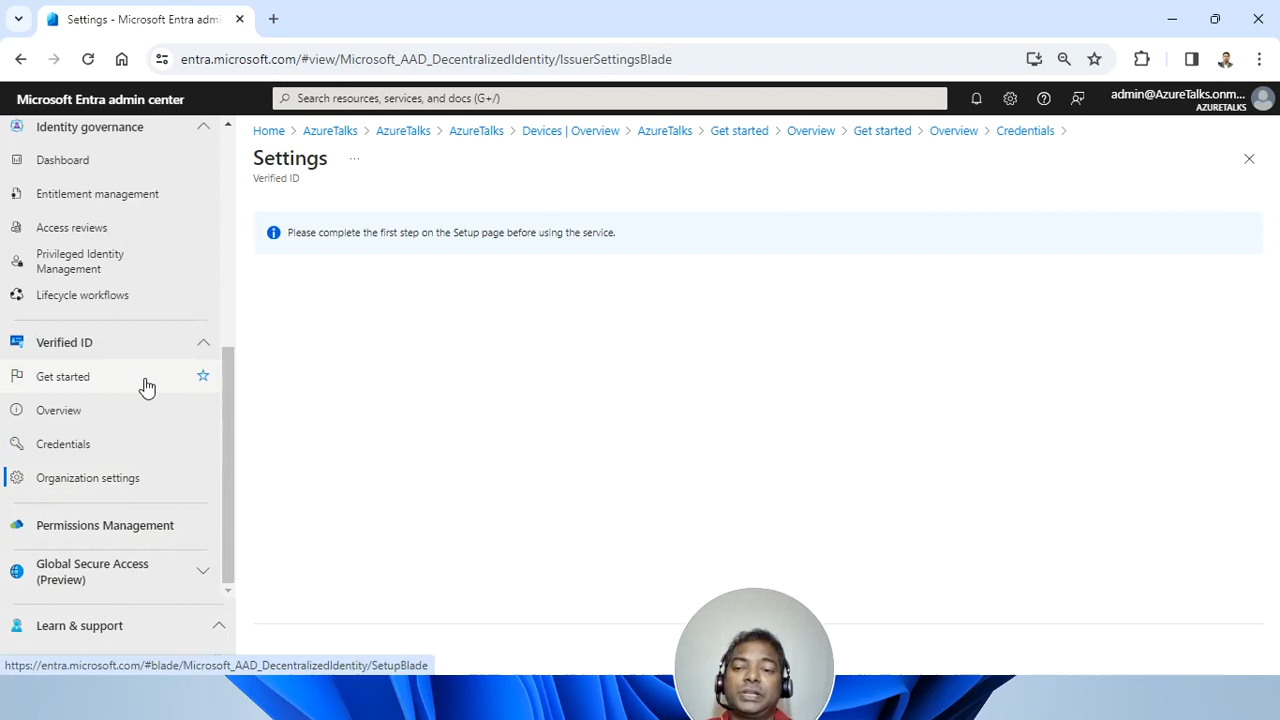 Settings - Microsoft Entra admi
entra.microsoft.com/#view/Microsoft_AAD_DecentralizedIdentity/IssuerSettingsBlade
Microsoft Entra admin center
Search resources, services, and docs (G+/)
admin@AzureTalks.onm...
AZURETALKS
Identity governance
Dashboard
Entitlement management
Access reviews
Privileged Identity
Management
Lifecycle workflows
Verified ID
Get started
Overview
Credentials
Organization settings
Permissions Management
Global Secure Access
(Preview)
Learn & support
Home > AzureTalks > AzureTalks > AzureTalks > Devices | Overview > AzureTalks > Get started > Overview > Get started > Overview > Credentials >
Settings ...
Verified ID
Please complete the first step on the Setup page before using the service.
https://entra.microsoft.com/#blade/Microsoft_AAD_DecentralizedIdentity/SetupBlade